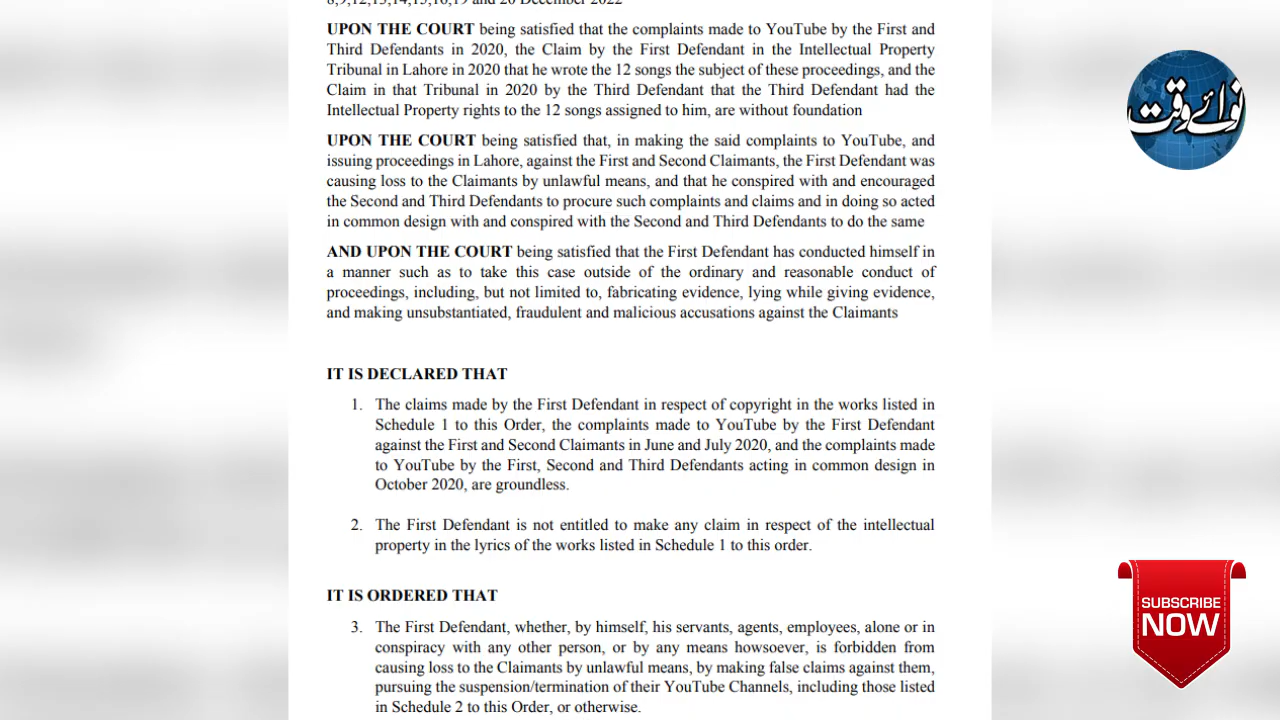 8,9,12,13,14,15,16,19 and 20 December 2022
UPON THE COURT being satisfied that the complaints made to YouTube by the First and
Third Defendants in 2020, the Claim by the First Defendant in the Intellectual Property
Tribunal in Lahore in 2020 that he wrote the 12 songs the subject of these proceedings, and the
Claim in that Tribunal in 2020 by the Third Defendant that the Third Defendant had the
Intellectual Property rights to the 12 songs assigned to him, are without foundation
UPON THE COURT being satisfied that, in making the said complaints to YouTube, and
issuing proceedings in Lahore, against the First and Second Claimants, the First Defendant was
causing loss to the Claimants by unlawful means, and that he conspired with and encouraged
the Second and Third Defendants to procure such complaints and claims and in doing so acted
in common design with and conspired with the Second and Third Defendants to do the same
AND UPON THE COURT being satisfied that the First Defendant has conducted himself in
a manner such as to take this case outside of the ordinary and reasonable conduct of
proceedings, including, but not limited to, fabricating evidence, lying while giving evidence,
and making unsubstantiated, fraudulent and malicious accusations against the Claimants
IT IS DECLARED THAT
1. The claims made by the First Defendant in respect of copyright in the works listed in
Schedule 1 to this Order, the complaints made to YouTube by the First Defendant
against the First and Second Claimants in June and July 2020, and the complaints made
to YouTube by the First, Second and Third Defendants acting in common design in
October 2020, are groundless.
2. The First Defendant is not entitled to make any claim in respect of the intellectual
property in the lyrics of the works listed in Schedule 1 to this order.
IT IS ORDERED THAT
3. The First Defendant, whether, by himself, his servants, agents, employees, alone or in
conspiracy with any other person, or by any means howsoever, is forbidden from
causing loss to the Claimants by unlawful means, by making false claims against them,
pursuing the suspension/termination of their YouTube Channels, including those listed
in Schedule 2 to this Order, or otherwise.
نوائے وقت
SUBSCRIBE
NOW